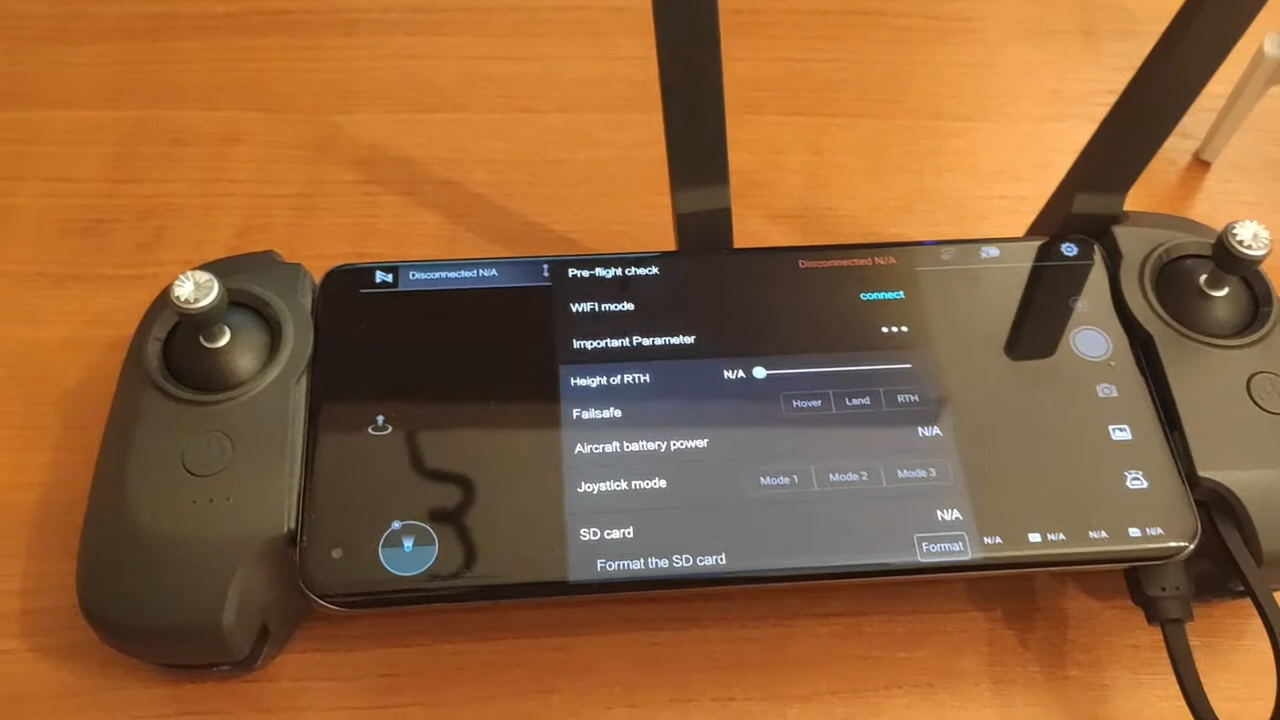 Disconnected N/A
Pre-flight check
Disconnected N/A
WIFI mode
connect
Important Parameter
Height of RTH
N/A
Failsafe
Hover
Land
RTH
Aircraft battery power
N/A
Joystick mode
Mode 1
Mode 2
Mode 3
SD card
N/A
Format the SD card
Format
N/A
N/A
N/A
N/A